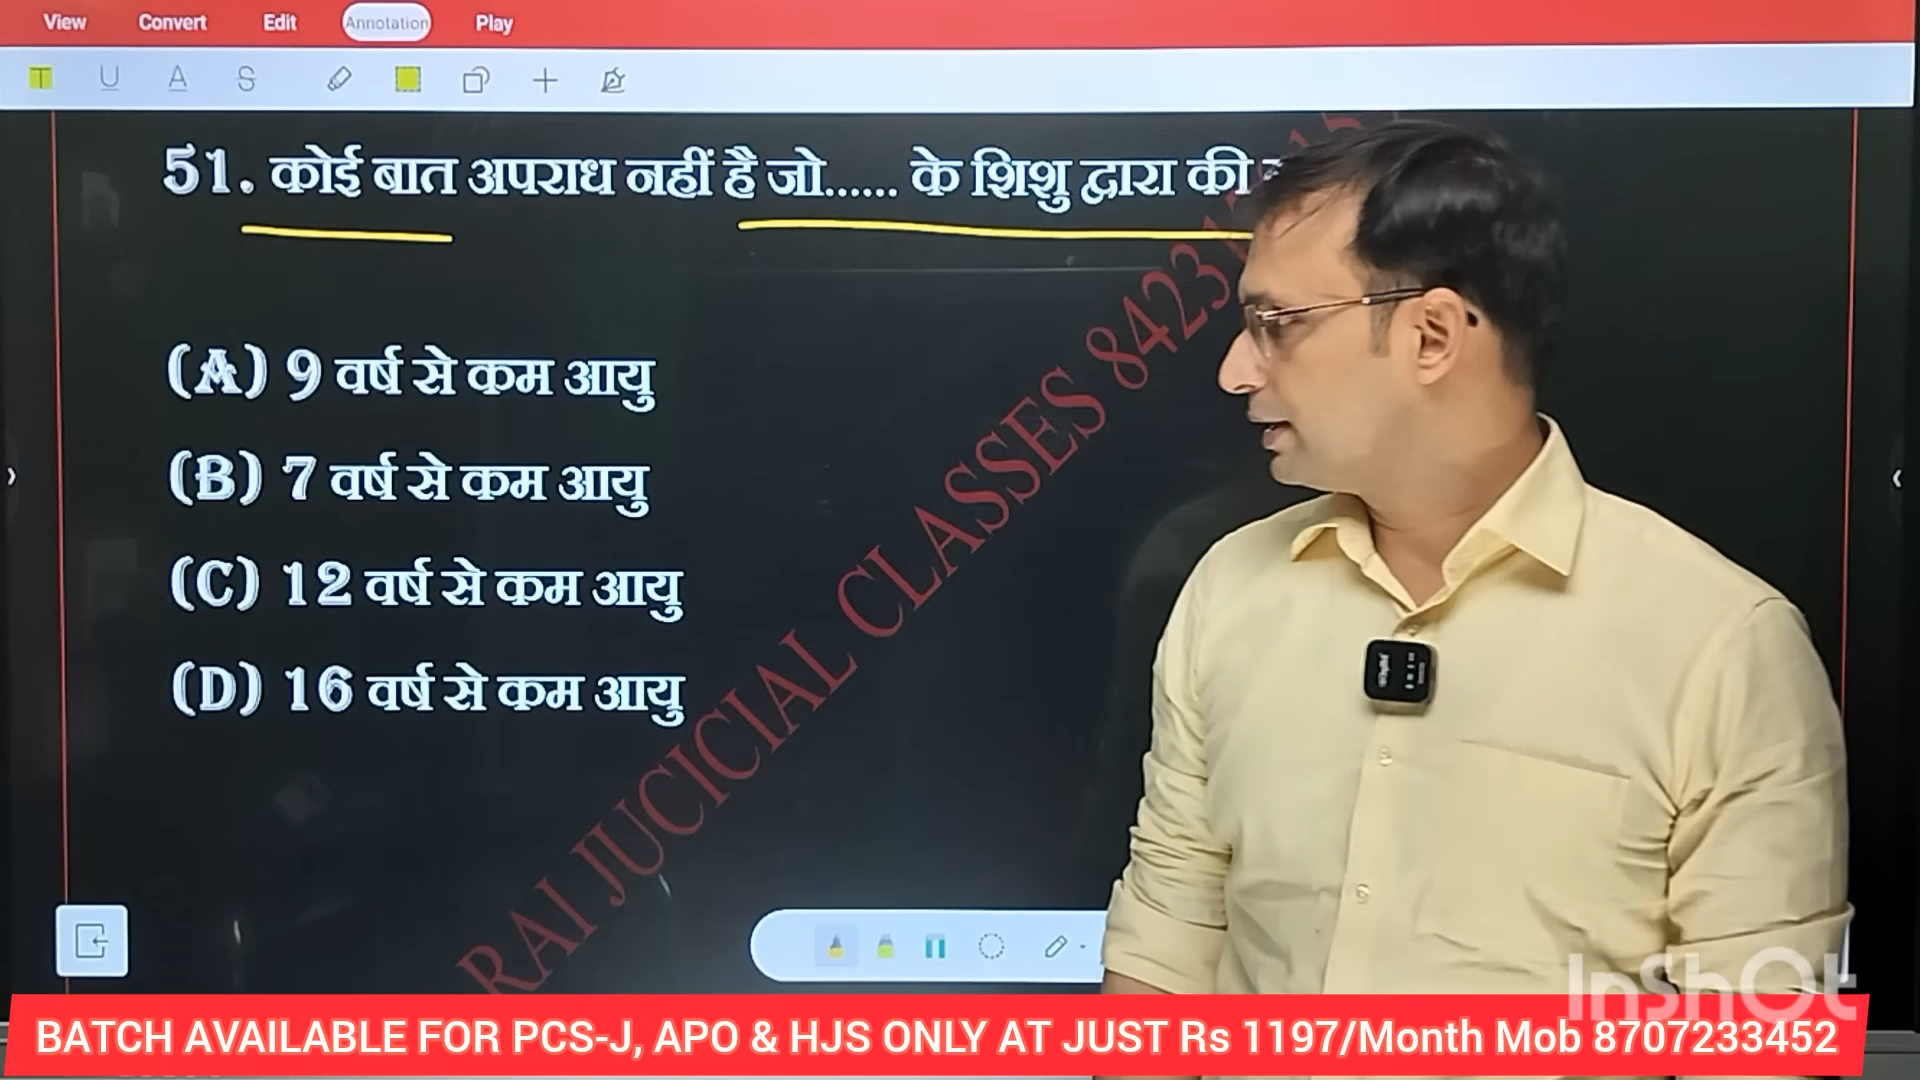 View Convert Edit Annotation Play
T U A S
51. कोई बात अपराध नहीं है जो...... के शिशु द्वारा की
(A) 9 वर्ष से कम आयु
(B) 7 वर्ष से कम आयु
(C) 12 वर्ष से कम आयु
(D) 16 वर्ष से कम आयु
RAI JUCICIAL CLASSES 8423
InShOt
BATCH AVAILABLE FOR PCS-J, APO & HJS ONLY AT JUST Rs 1197/Month Mob 8707233452